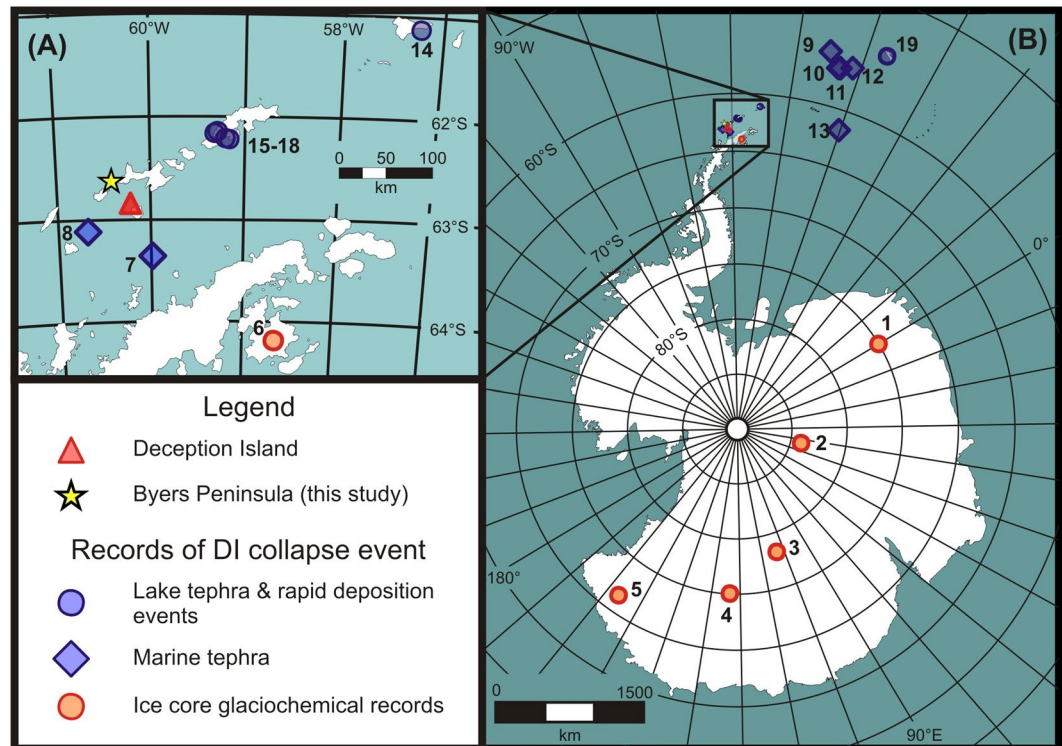 (A)
60°W
58°W
14
62°S
15-18
0 50 100
km
63°S
8
7
64°S
6
Legend
Deception Island
Byers Peninsula (this study)
Records of DI collapse event
Lake tephra & rapid deposition
events
Marine tephra
Ice core glaciochemical records
(B)
90°W
9
19
10
12
11
13
60°S
70°S
0°
80°S
1
2
3
5
4
180°
0 1500
km
90°E